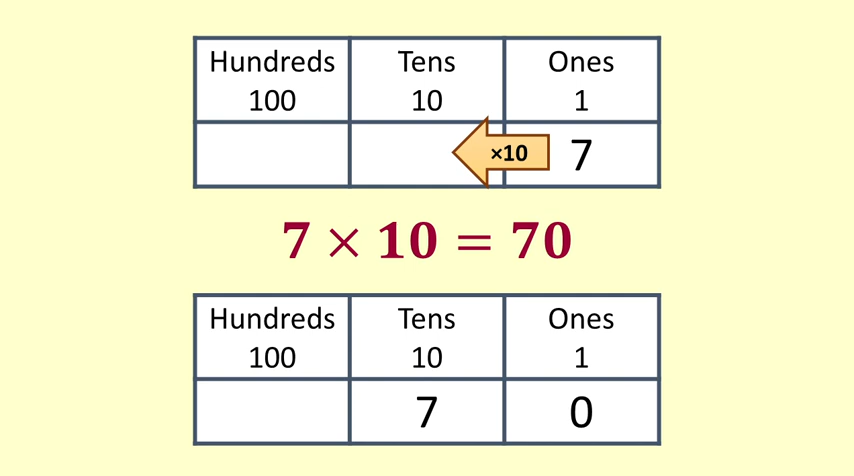 Hundreds Tens Ones
100 10 1
×10 7
7 × 10 = 70
Hundreds Tens Ones
100 10 1
7 0